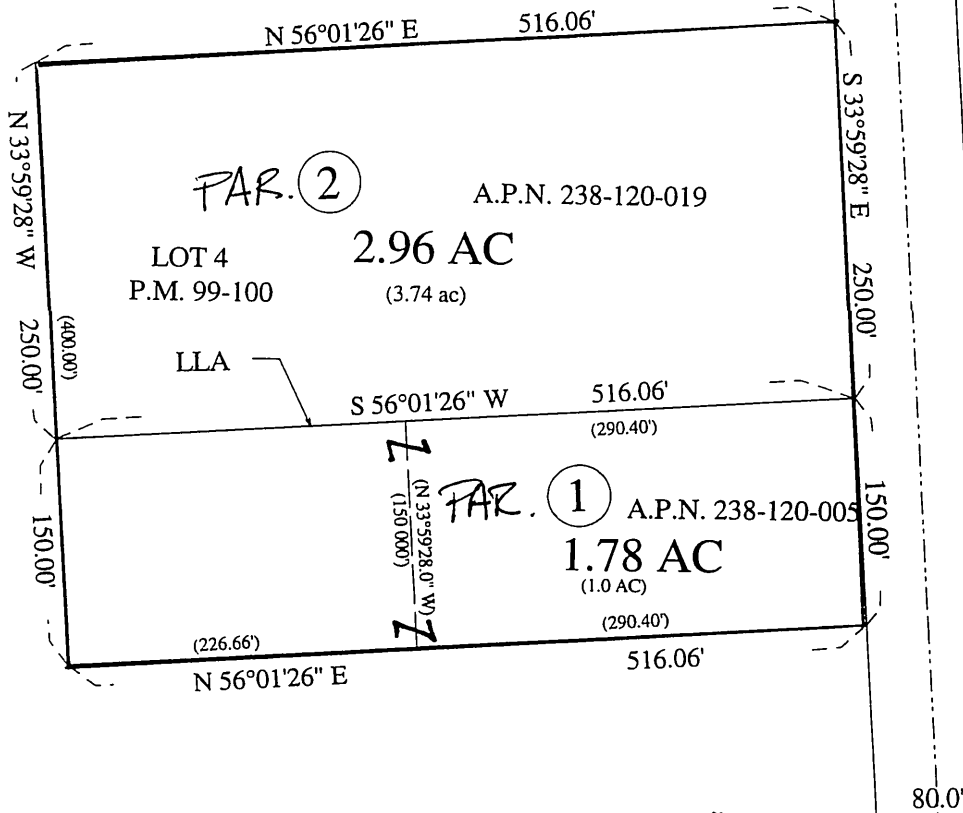 N 56°01'26" E 516.06'
N 33°59'28" W
250.00'
(400.00')
S 33°59'28" E
250.00'
PAR. 2
A.P.N. 238-120-019
2.96 AC
(3.74 ac)
LOT 4
P.M. 99-100
LLA
S 56°01'26" W 516.06'
(290.40')
150.00'
(N 33°59'28.0" W)
(150 000')
PAR. 1
A.P.N. 238-120-005
1.78 AC
(1.0 AC)
150.00'
(226.66')
(290.40')
N 56°01'26" E 516.06'
80.0'